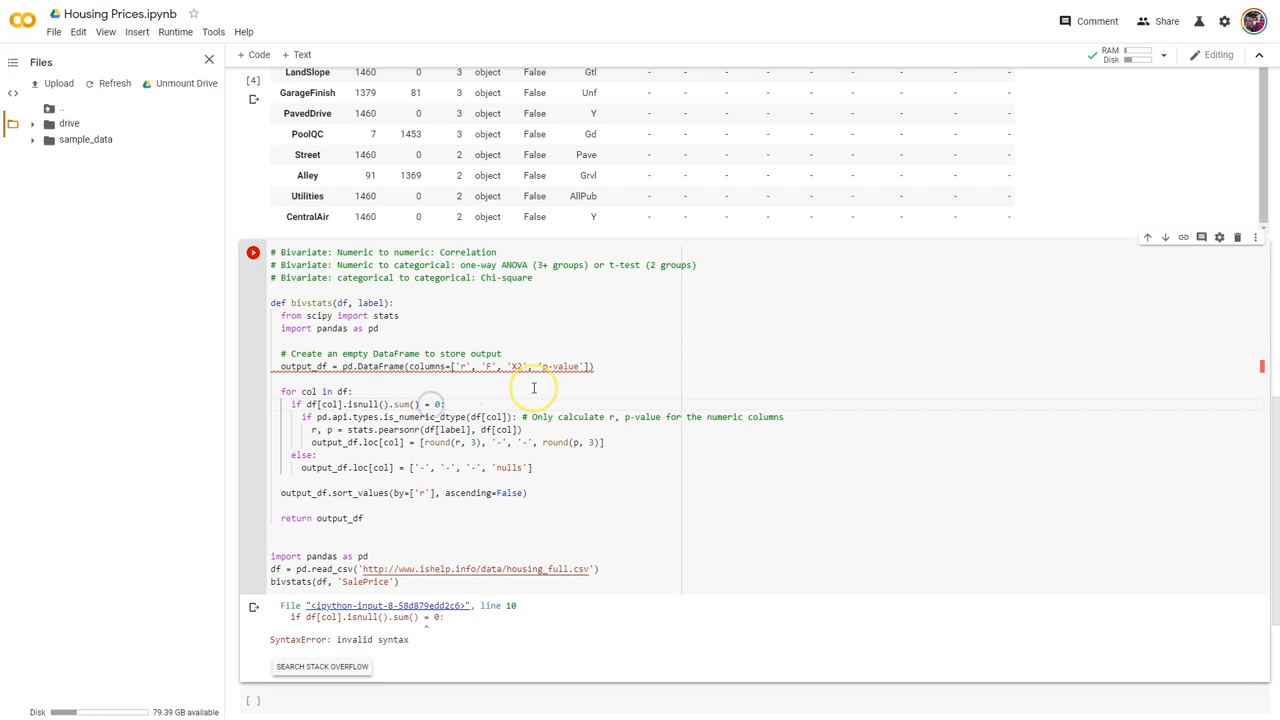 Housing Prices.ipynb
Comment Share
File Edit View Insert Runtime Tools Help
Files
+ Code + Text
RAM
Disk
Editing
Upload Refresh Unmount Drive
..
drive
sample_data
[4]
LandSlope 1460 0 3 object False Gtl - - - - - - - -
GarageFinish 1379 81 3 object False Unf - - - - - - - -
PavedDrive 1460 0 3 object False Y - - - - - - - -
PoolQC 7 1453 3 object False Gd - - - - - - - -
Street 1460 0 2 object False Pave - - - - - - - -
Alley 91 1369 2 object False Grvl - - - - - - - -
Utilities 1460 0 2 object False AllPub - - - - - - - -
CentralAir 1460 0 2 object False Y - - - - - - - -
# Bivariate: Numeric to numeric: Correlation
# Bivariate: Numeric to categorical: one-way ANOVA (3+ groups) or t-test (2 groups)
# Bivariate: categorical to categorical: Chi-square
def bivstats(df, label):
from scipy import stats
import pandas as pd
# Create an empty DataFrame to store output
output_df = pd.DataFrame(columns=['r', 'F', 'X2', 'p-value'])
for col in df:
if df[col].isnull().sum() = 0:
if pd.api.types.is_numeric_dtype(df[col]): # Only calculate r, p-value for the numeric columns
r, p = stats.pearsonr(df[label], df[col])
output_df.loc[col] = [round(r, 3), '-', '-', round(p, 3)]
else:
output_df.loc[col] = ['-', '-', '-', 'nulls']
output_df.sort_values(by=['r'], ascending=False)
return output_df
import pandas as pd
df = pd.read_csv('http://www.ishelp.info/data/housing_full.csv')
bivstats(df, 'SalePrice')
File "<ipython-input-8-58d879edd2c6>", line 10
if df[col].isnull().sum() = 0:
^
SyntaxError: invalid syntax
SEARCH STACK OVERFLOW
[ ]
Disk 79.39 GB available